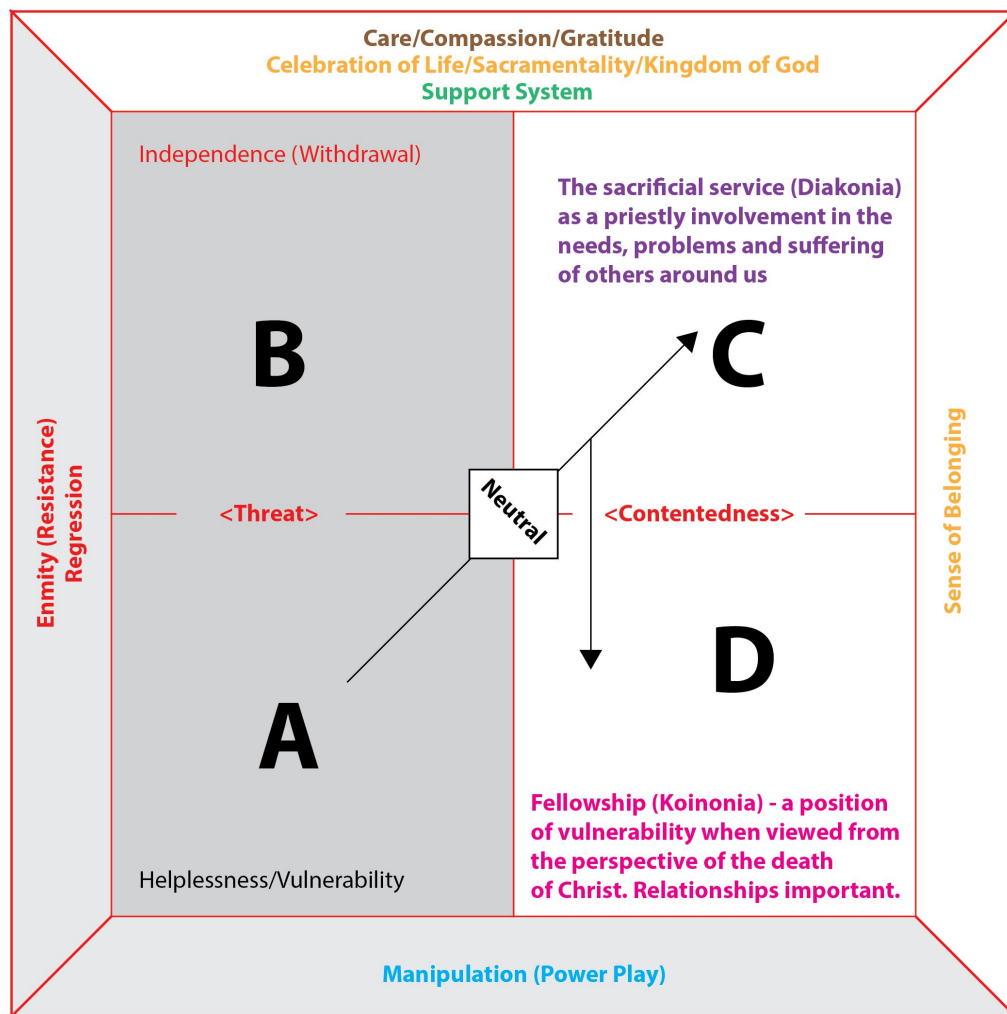 Care/Compassion/Gratitude
Celebration of Life/Sacramentality/Kingdom of God
Support System
Independence (Withdrawal)
The sacrificial service (Diakonia)
as a priestly involvement in the
needs, problems and suffering
of others around us
B
C
Enmity (Resistance)
Regression
<Threat>
Neutral
<Contentedness>
Sense of Belonging
A
D
Helplessness/Vulnerability
Fellowship (Koinonia) - a position
of vulnerability when viewed from
the perspective of the death
of Christ. Relationships important.
Manipulation (Power Play)